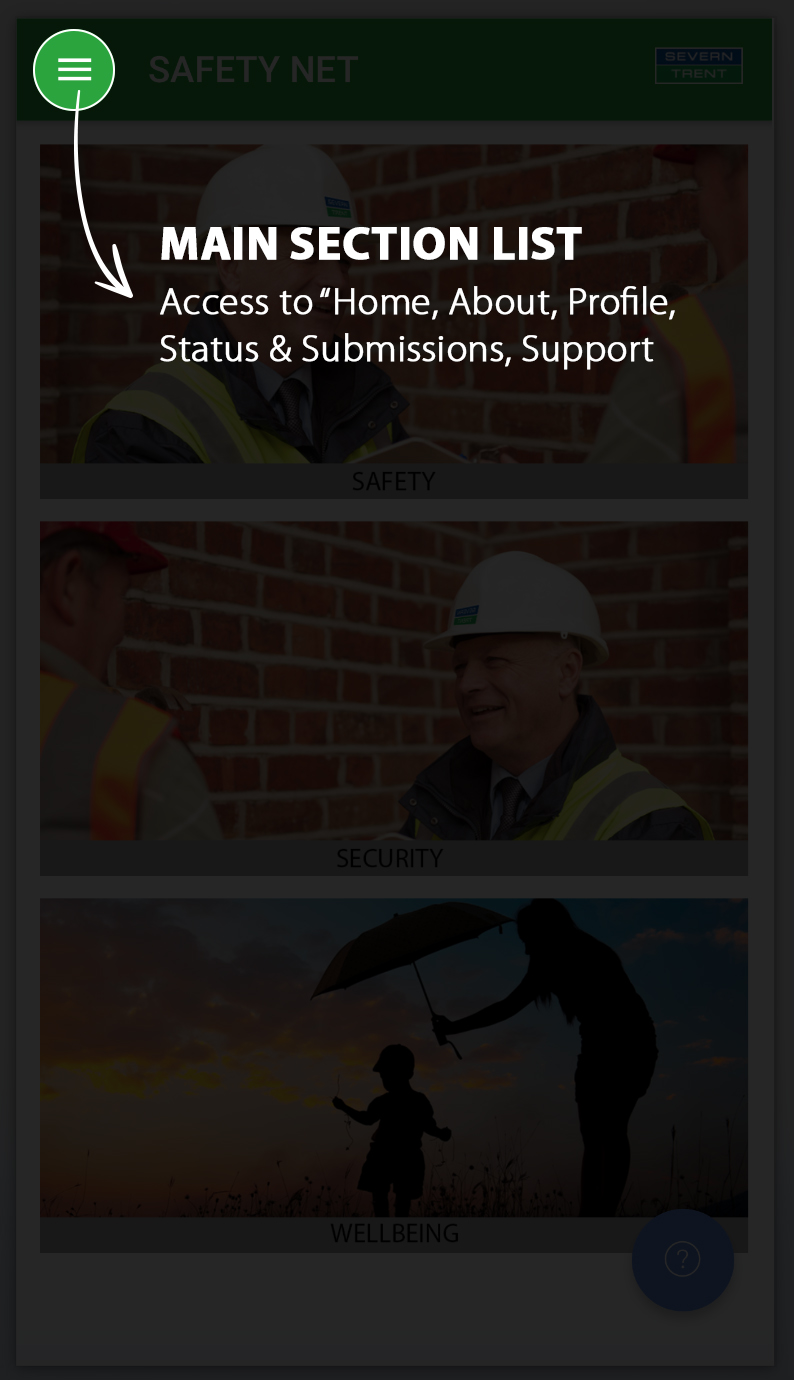 SAFETY NET
SEVERN
TRENT
MAIN SECTION LIST
Access to “Home, About, Profile,
Status & Submissions, Support
SAFETY
SECURITY
WELLBEING
?